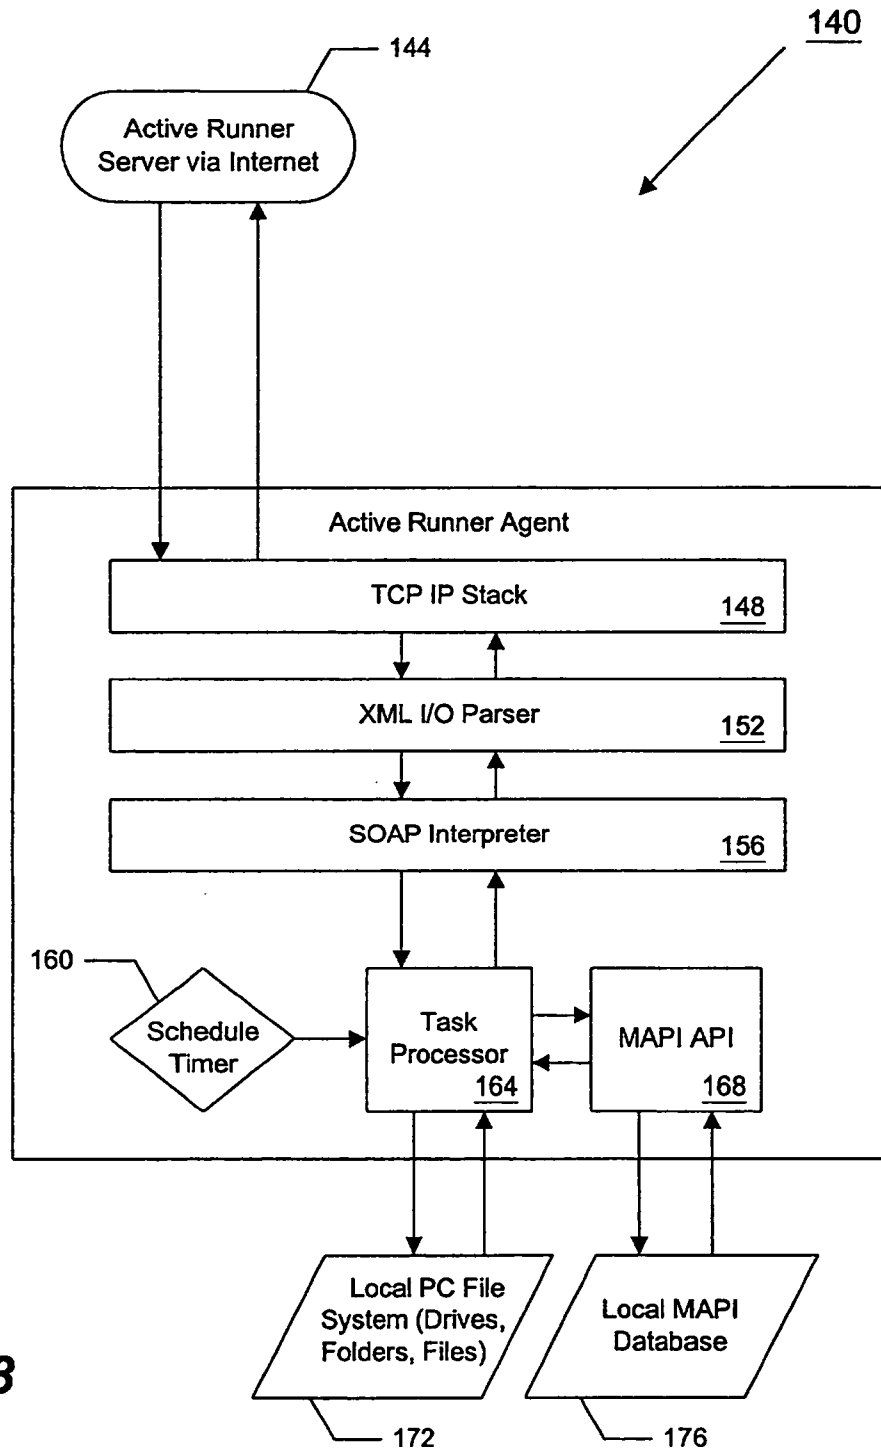 140
144
Active Runner
Server via Internet
Active Runner Agent
TCP IP Stack
148
XML I/O Parser
152
SOAP Interpreter
156
160
Schedule
Timer
Task
Processor
164
MAPI API
168
Local PC File
System (Drives,
Folders, Files)
Local MAPI
Database
3
172
176